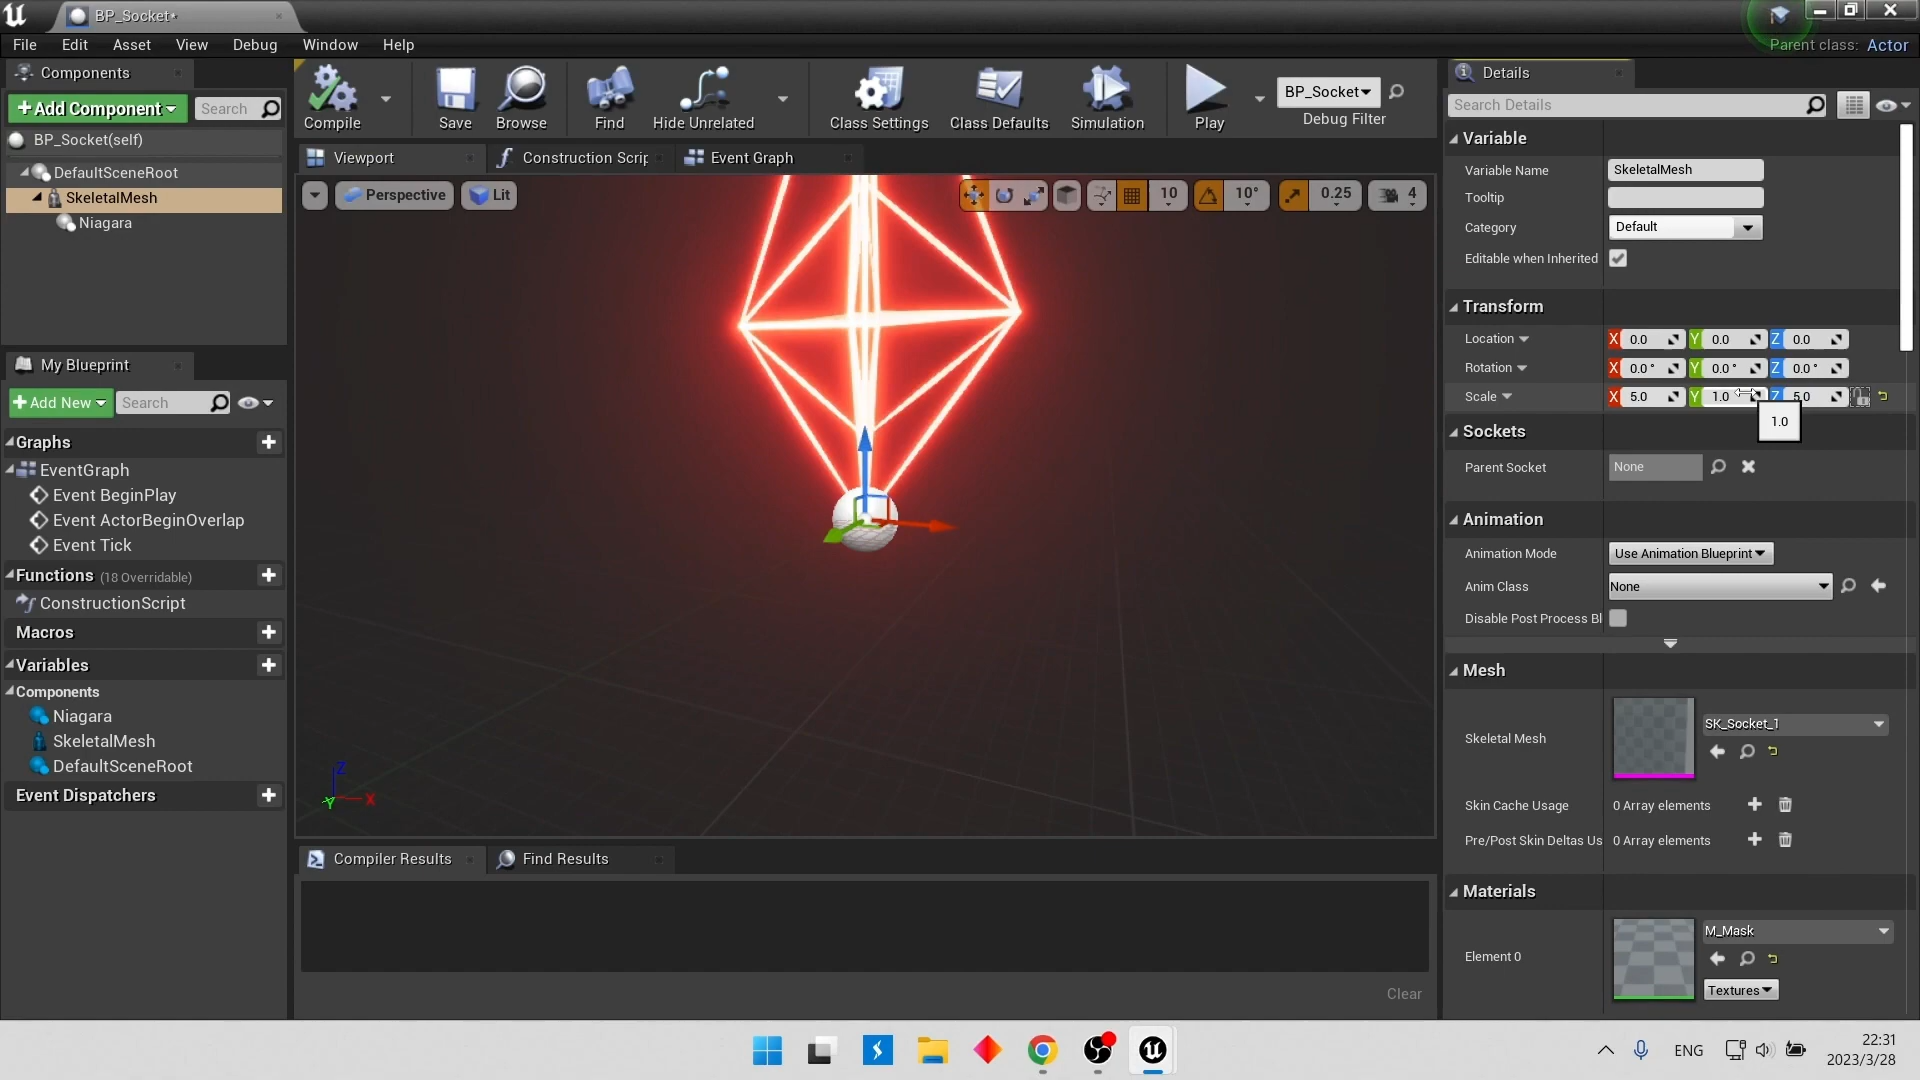 BP_Socket*
File Edit Asset View Debug Window Help
Parent class: Actor
Components
+Add Component
Search
BP_Socket(self)
DefaultSceneRoot
SkeletalMesh
Niagara
My Blueprint
+Add New
Search
Graphs
EventGraph
Event BeginPlay
Event ActorBeginOverlap
Event Tick
Functions (18 Overridable)
ConstructionScript
Macros
Variables
Components
Niagara
SkeletalMesh
DefaultSceneRoot
Event Dispatchers
Compile Save Browse Find Hide Unrelated Class Settings Class Defaults Simulation Play
BP_Socket
Debug Filter
Viewport Construction Scrip Event Graph
Perspective Lit 10 10° 0.25 4
Z
Y X
Compiler Results Find Results
Clear
Details
Search Details
Variable
Variable Name SkeletalMesh
Tooltip
Category Default
Editable when Inherited
Transform
Location X 0.0 Y 0.0 Z 0.0
Rotation X 0.0° Y 0.0° Z 0.0°
Scale X 5.0 Y 1.0 Z 5.0
1.0
Sockets
Parent Socket None
Animation
Animation Mode Use Animation Blueprint
Anim Class None
Disable Post Process Bl
Mesh
Skeletal Mesh SK_Socket_1
Skin Cache Usage 0 Array elements
Pre/Post Skin Deltas Us 0 Array elements
Materials
Element 0 M_Mask
Textures
ENG
22:31
2023/3/28